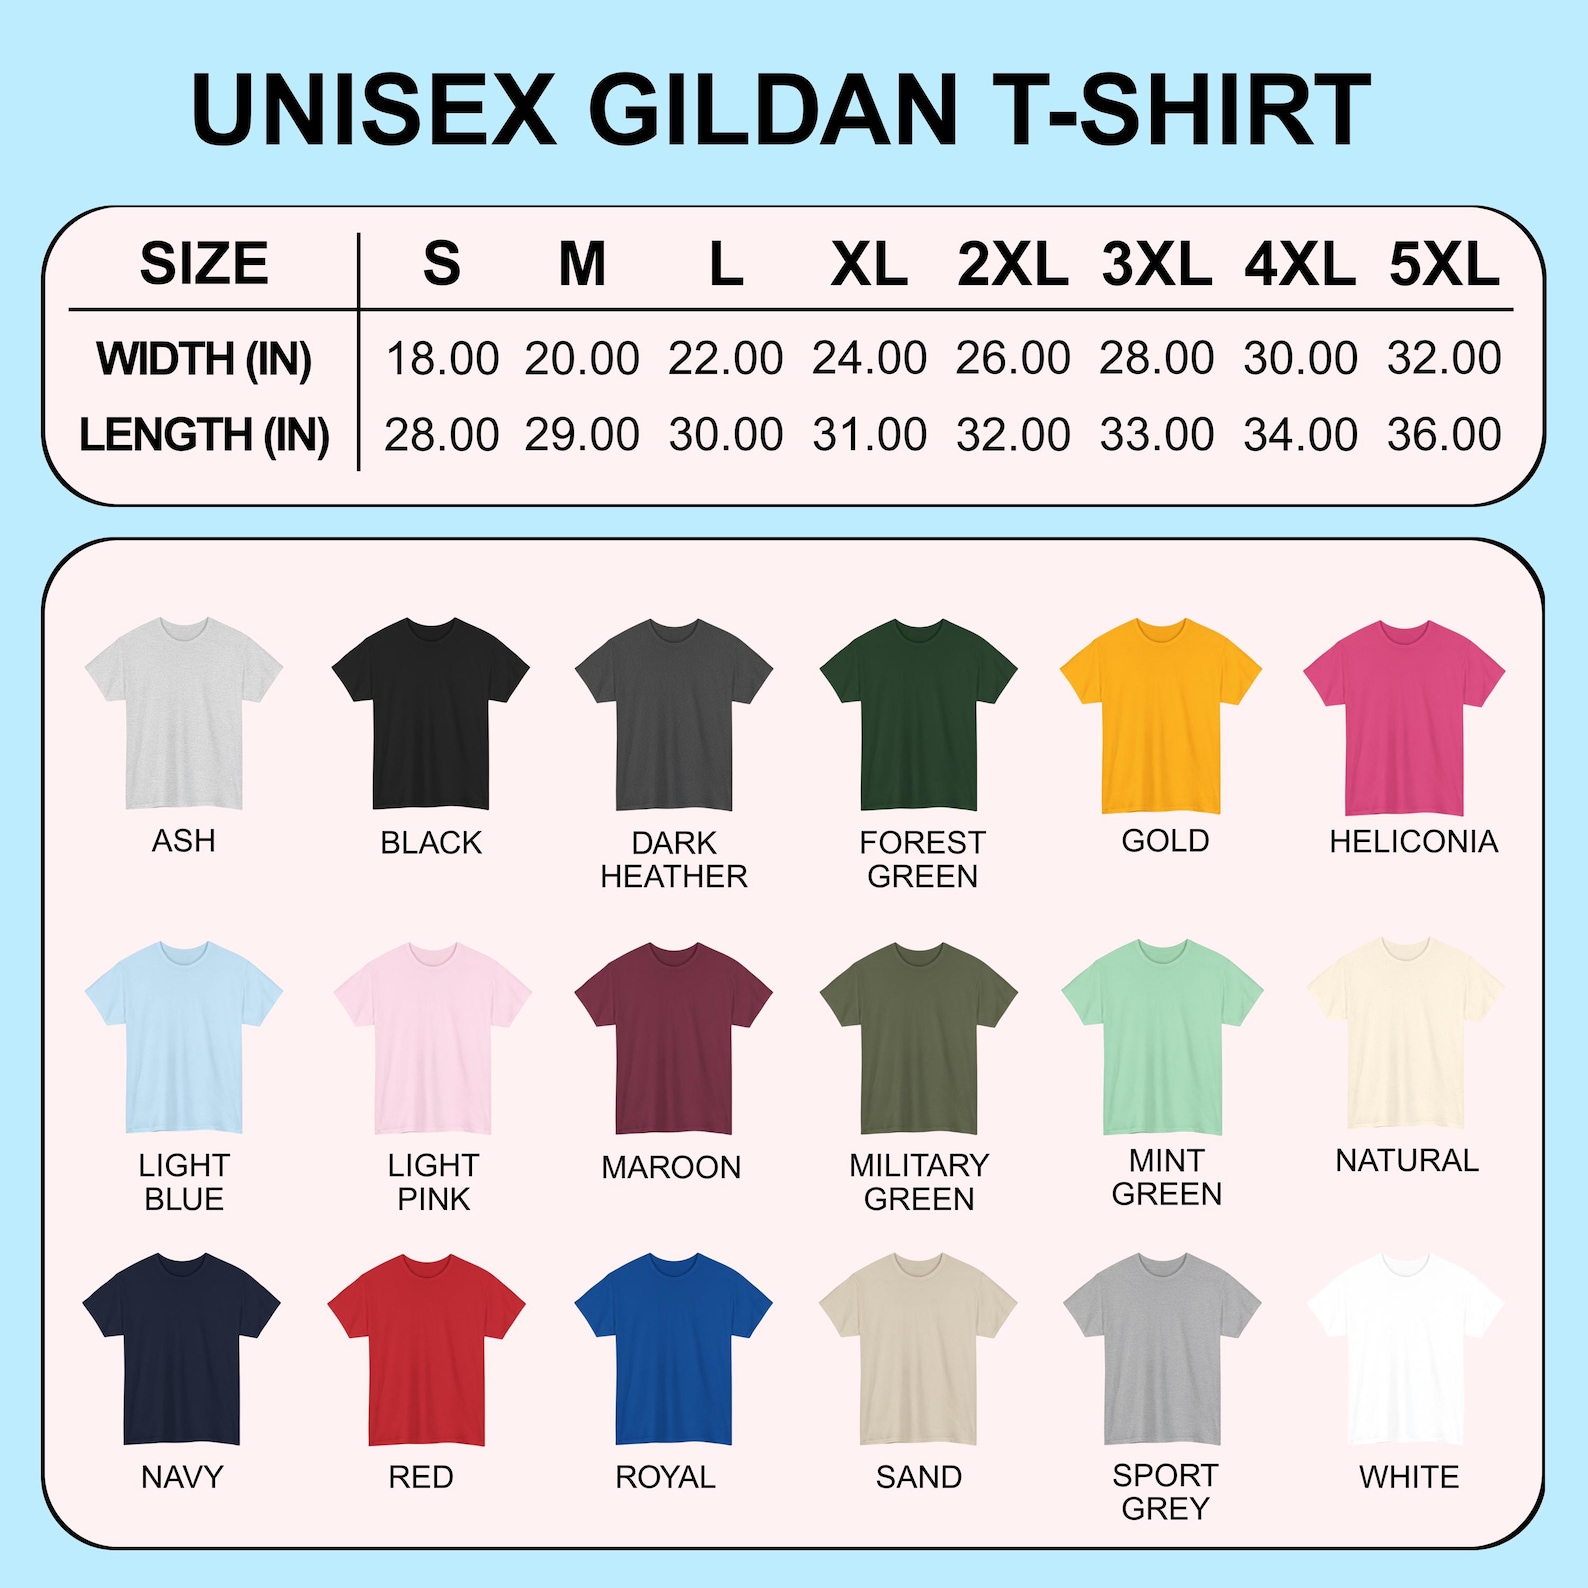 UNISEX GILDAN T-SHIRT
SIZE S M L XL 2XL 3XL 4XL 5XL
WIDTH (IN) 18.00 20.00 22.00 24.00 26.00 28.00 30.00 32.00
LENGTH (IN) 28.00 29.00 30.00 31.00 32.00 33.00 34.00 36.00
ASH
BLACK
DARK
HEATHER
FOREST
GREEN
GOLD
HELICONIA
LIGHT
BLUE
LIGHT
PINK
MAROON
MILITARY
GREEN
MINT
GREEN
NATURAL
NAVY
RED
ROYAL
SAND
SPORT
GREY
WHITE